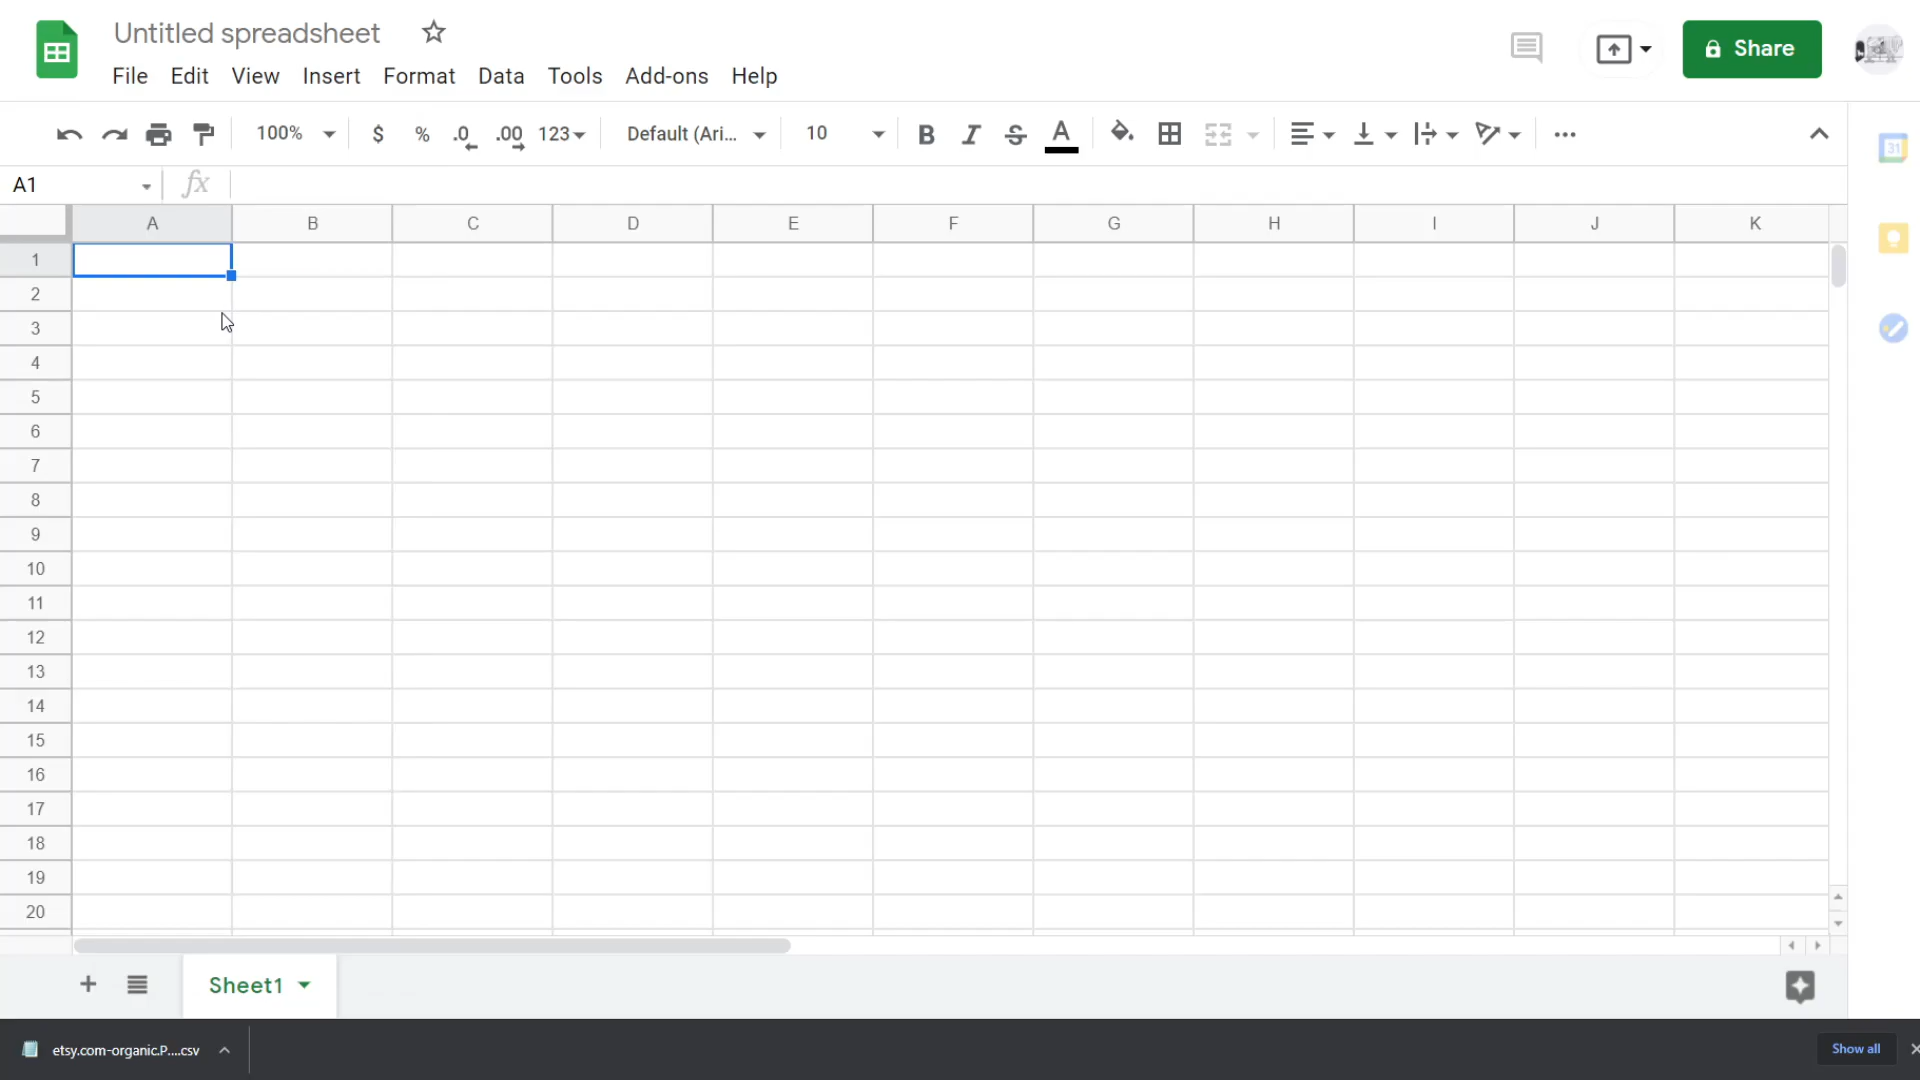 Untitled spreadsheet
File Edit View Insert Format Data Tools Add-ons Help
Share
100% $ % .0 .00 123 Default (Ari... 10 B I S A
31
A1 fx
A B C D E F G H I J K
1
2
3
4
5
6
7
8
9
10
11
12
13
14
15
16
17
18
19
20
Sheet1
etsy.com-organic.P....csv
Show all